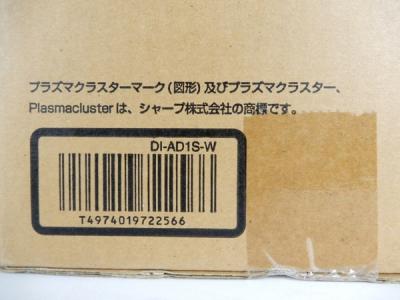 プラズマクラスターマーク(図形)及びプラズマクラスター、
Plasmaclusterは、シャープ株式会社の商標です。
DI-AD1S-W
T4974019722566